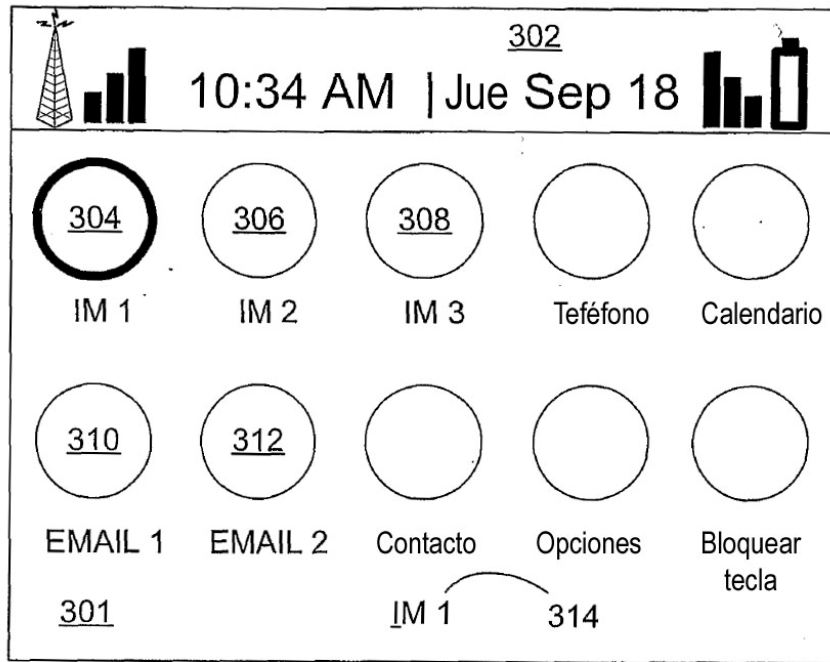 302
10:34 AM | Jue Sep 18
304 306 308
IM 1 IM 2 IM 3 Teféfono Calendario
310 312
EMAIL 1 EMAIL 2 Contacto Opciones Bloquear
tecla
301 IM 1 314